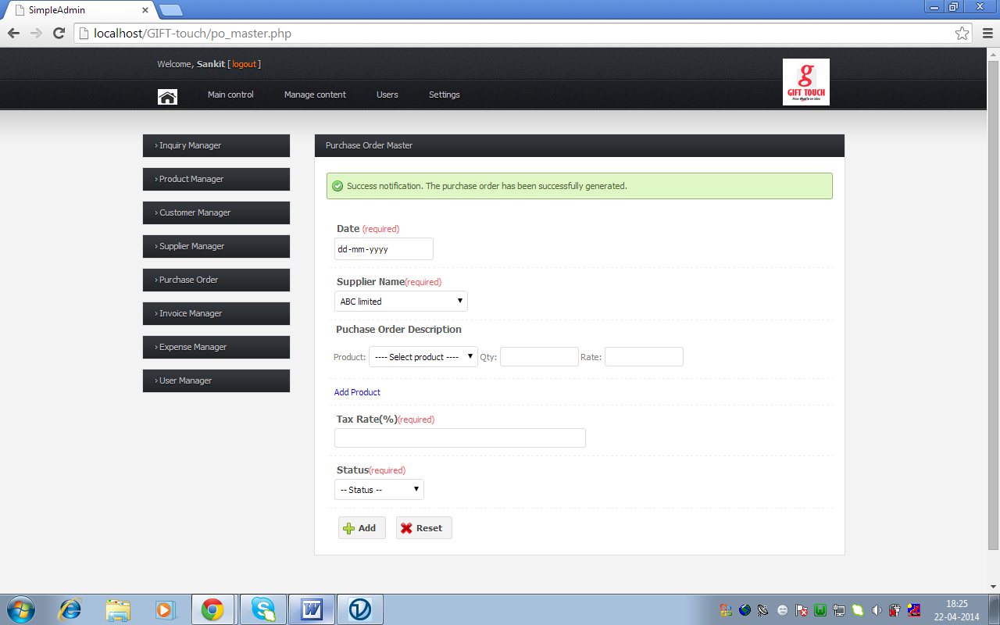 SimpleAdmin
localhost/GIFT-touch/po_master.php
Welcome, Sankit [ logout ]
Main control Manage content Users Settings
g
GIFT TOUCH
Now that's an idea
› Inquiry Manager
› Product Manager
› Customer Manager
› Supplier Manager
› Purchase Order
› Invoice Manager
› Expense Manager
› User Manager
Purchase Order Master
Success notification. The purchase order has been successfully generated.
Date (required)
dd-mm-yyyy
Supplier Name(required)
ABC limited
Puchase Order Description
Product: ---- Select product ---- Qty: Rate:
Add Product
Tax Rate(%)(required)
Status(required)
-- Status --
Add Reset
18:25
22-04-2014